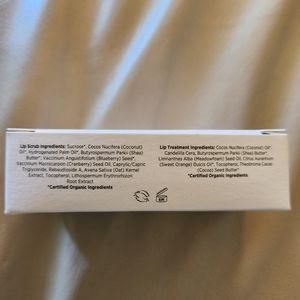 Lip Scrub Ingredients: Sucrose*, Cocos Nucifera (Coconut)
Oil*, Hydrogenated Palm Oil*, Butyrospermum Parkii (Shea)
Butter*, Vaccinium Angustifolium (Blueberry) Seed*,
Vaccinium Macrocarpon (Cranberry) Seed Oil, Caprylic/Capric
Triglyceride, Rebaudioside A, Avena Sativa (Oat) Kernel
Extract, Tocopherol, Lithospermum Erythrorhizon
Root Extract
*Certified Organic Ingredients
Lip Treatment Ingredients: Cocos Nucifera (Coconut) Oil*,
Candelilla Cera, Butyrospermum Parkii (Shea) Butter*,
Limnanthes Alba (Meadowfoam) Seed Oil, Citrus Aurantium
(Sweet Orange) Dulcis Oil*, Tocopherol, Theobroma Cacao
(Cocoa) Seed Butter*
*Certified Organic Ingredients